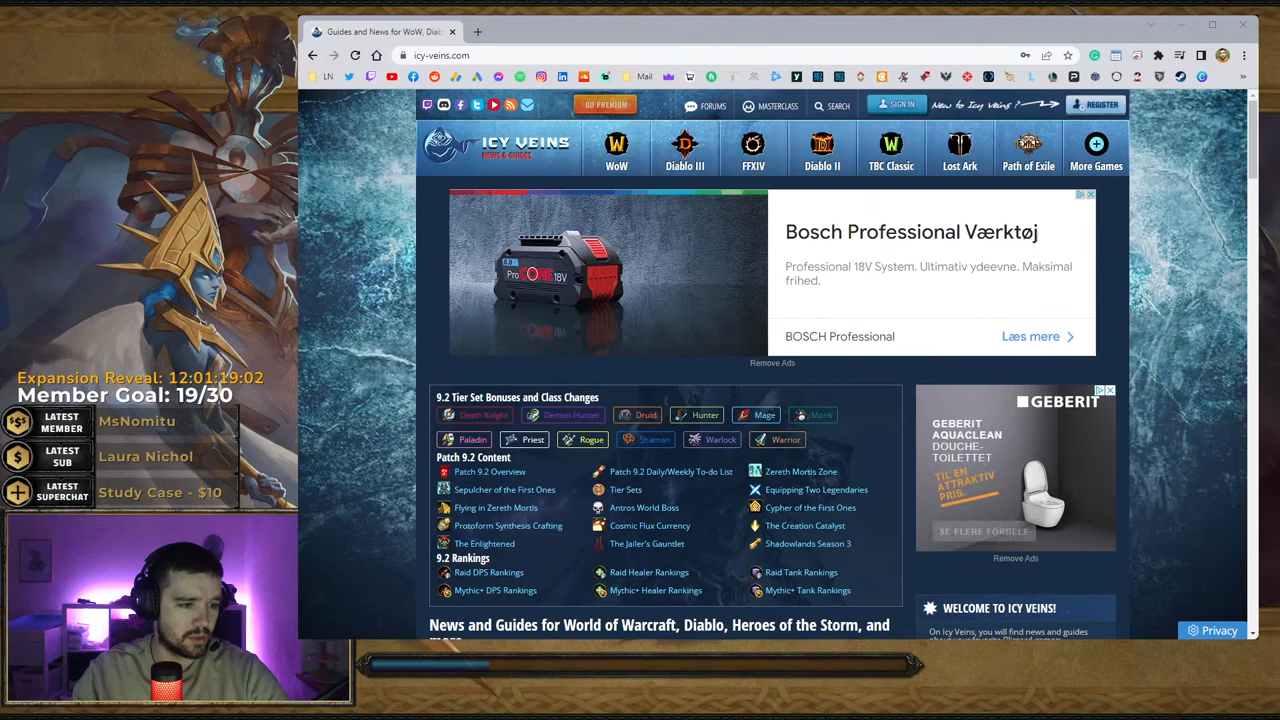 Guides and News for WoW, Diab
icy-veins.com
LN
Mail
GO PREMIUM
FORUMS
MASTERCLASS
SEARCH
SIGN IN
New to Icy Veins?
REGISTER
ICY VEINS
NEWS & GUIDES
WoW
Diablo III
FFXIV
Diablo II
TBC Classic
Lost Ark
Path of Exile
More Games
8.0
ProCORE 18V
Bosch Professional Værktøj
Professional 18V System. Ultimativ ydeevne. Maksimal
frihed.
BOSCH Professional
Læs mere
Remove Ads
9.2 Tier Set Bonuses and Class Changes
Death Knight
Demon Hunter
Druid
Hunter
Mage
Monk
Paladin
Priest
Rogue
Shaman
Warlock
Warrior
Patch 9.2 Content
Patch 9.2 Overview
Patch 9.2 Daily/Weekly To-do List
Zereth Mortis Zone
Sepulcher of the First Ones
Tier Sets
Equipping Two Legendaries
Flying in Zereth Mortis
Antros World Boss
Cypher of the First Ones
Protoform Synthesis Crafting
Cosmic Flux Currency
The Creation Catalyst
The Enlightened
The Jailer's Gauntlet
Shadowlands Season 3
9.2 Rankings
Raid DPS Rankings
Raid Healer Rankings
Raid Tank Rankings
Mythic+ DPS Rankings
Mythic+ Healer Rankings
Mythic+ Tank Rankings
News and Guides for World of Warcraft, Diablo, Heroes of the Storm, and
GEBERIT
GEBERIT
AQUACLEAN
DOUCHE-
TOILETTET
TIL EN
ATTRAKTIV
PRIS.
SE FLERE FORDELE
Remove Ads
WELCOME TO ICY VEINS!
On Icy Veins, you will find news and guides
Privacy
Expansion Reveal: 12:01:19:02
Member Goal: 19/30
LATEST
MEMBER
MsNomitu
LATEST
SUB
Laura Nichol
LATEST
SUPERCHAT
Study Case - $10